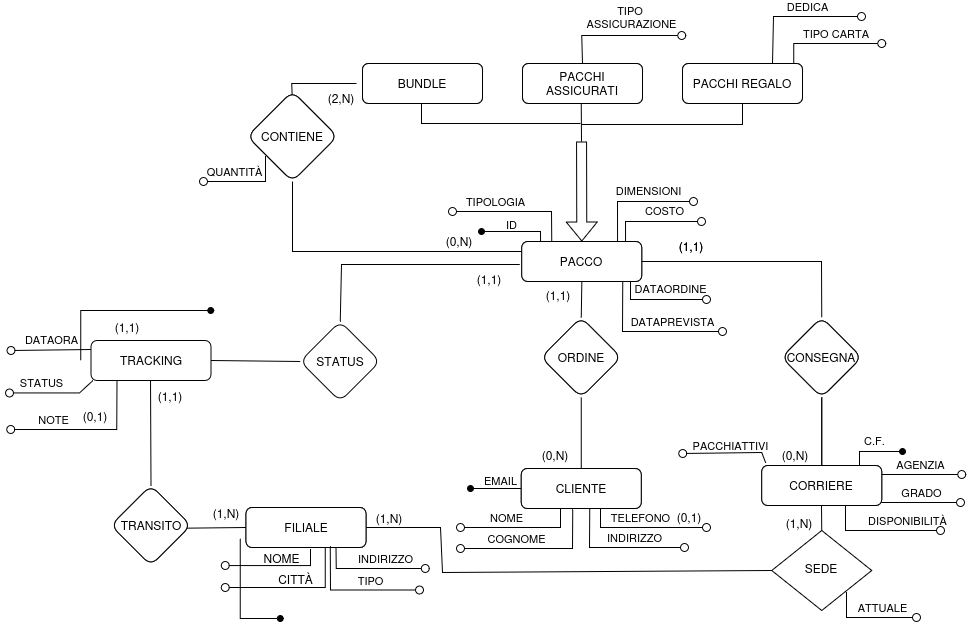 TIPO
ASSICURAZIONE
DEDICA
TIPO CARTA
BUNDLE
PACCHI
ASSICURATI
PACCHI REGALO
(2,N)
CONTIENE
QUANTITÀ
TIPOLOGIA
DIMENSIONI
ID
COSTO
(0,N)
(1,1)
PACCO
(1,1)
(1,1)
DATAORDINE
DATAPREVISTA
(1,1)
DATAORA
TRACKING
STATUS
ORDINE
CONSEGNA
STATUS
(1,1)
NOTE
(0,1)
PACCHIATTIVI
C.F.
(0,N)
(0,N)
AGENZIA
EMAIL
CLIENTE
CORRIERE
GRADO
(1,N)
(1,N)
NOME
TELEFONO
(0,1)
(1,N)
DISPONIBILITÀ
TRANSITO
FILIALE
COGNOME
INDIRIZZO
NOME
INDIRIZZO
SEDE
CITTÀ
TIPO
ATTUALE